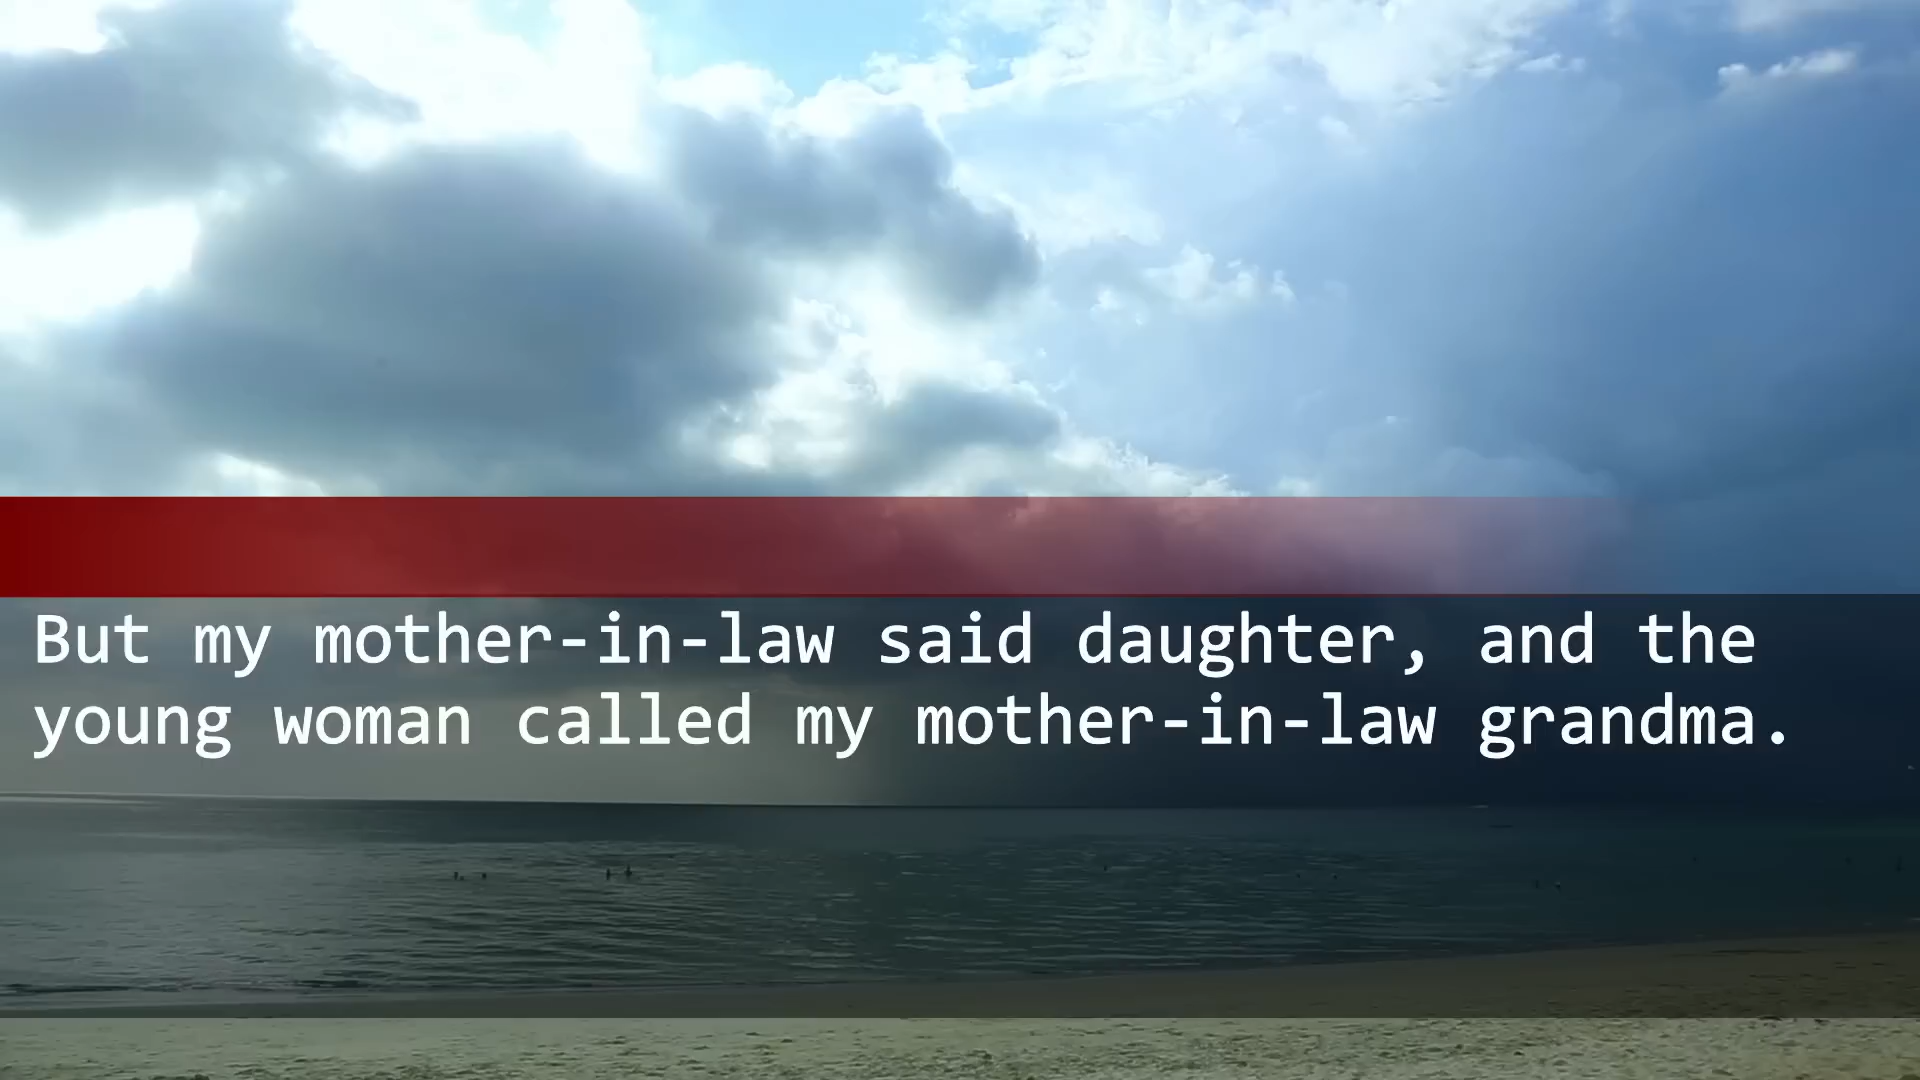 But my mother-in-law said daughter, and the
young woman called my mother-in-law grandma.